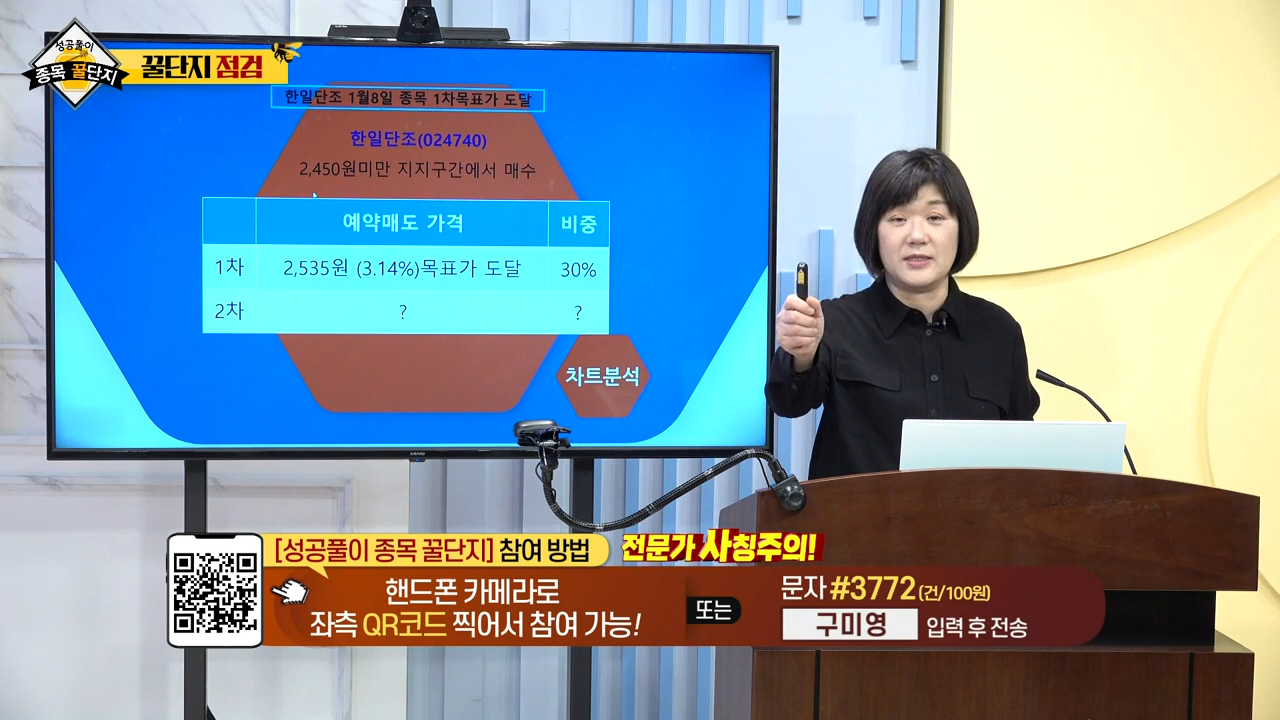 성공풀이
종목 꿀단지
꿀단지 점검
한일단조 1월8일 종목 1차목표가 도달
한일단조(024740)
2,450원미만 지지구간에서 매수
예약매도 가격 비중
1차 2,535원 (3.14%)목표가 도달 30%
2차 ? ?
차트분석
[성공풀이 종목 꿀단지] 참여 방법
전문가 사칭주의!
핸드폰 카메라로
좌측 QR코드 찍어서 참여 가능!
또는
문자 #3772 (건/100원)
구미영 입력 후 전송